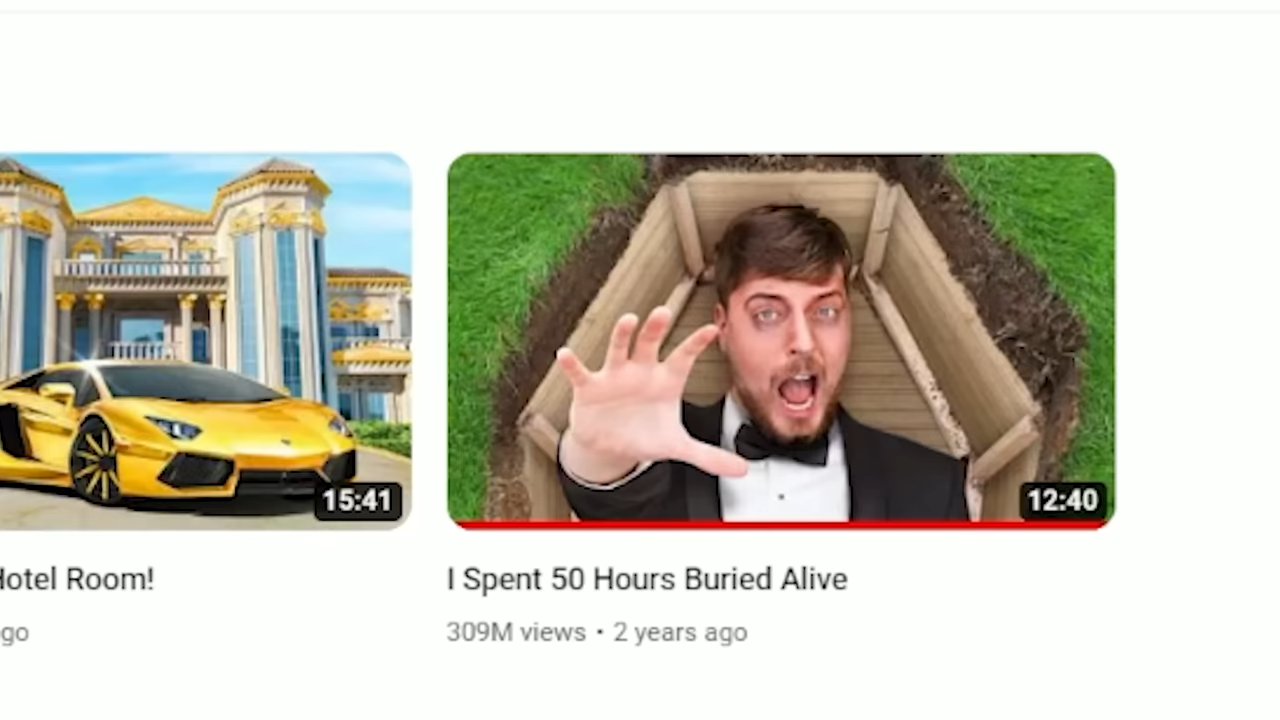 15:41
12:40
Hotel Room!
I Spent 50 Hours Buried Alive
ago
309M views • 2 years ago